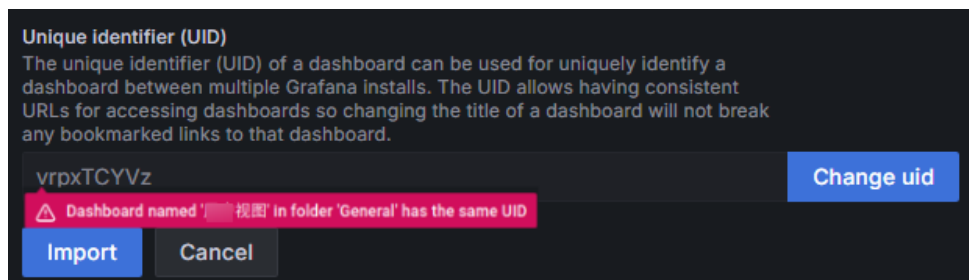 Unique identifier (UID)
The unique identifier (UID) of a dashboard can be used for uniquely identify a
dashboard between multiple Grafana installs. The UID allows having consistent
URLs for accessing dashboards so changing the title of a dashboard will not break
any bookmarked links to that dashboard.
vrpxTCYVz
Change uid
Dashboard named '视图' in folder 'General' has the same UID
Import
Cancel